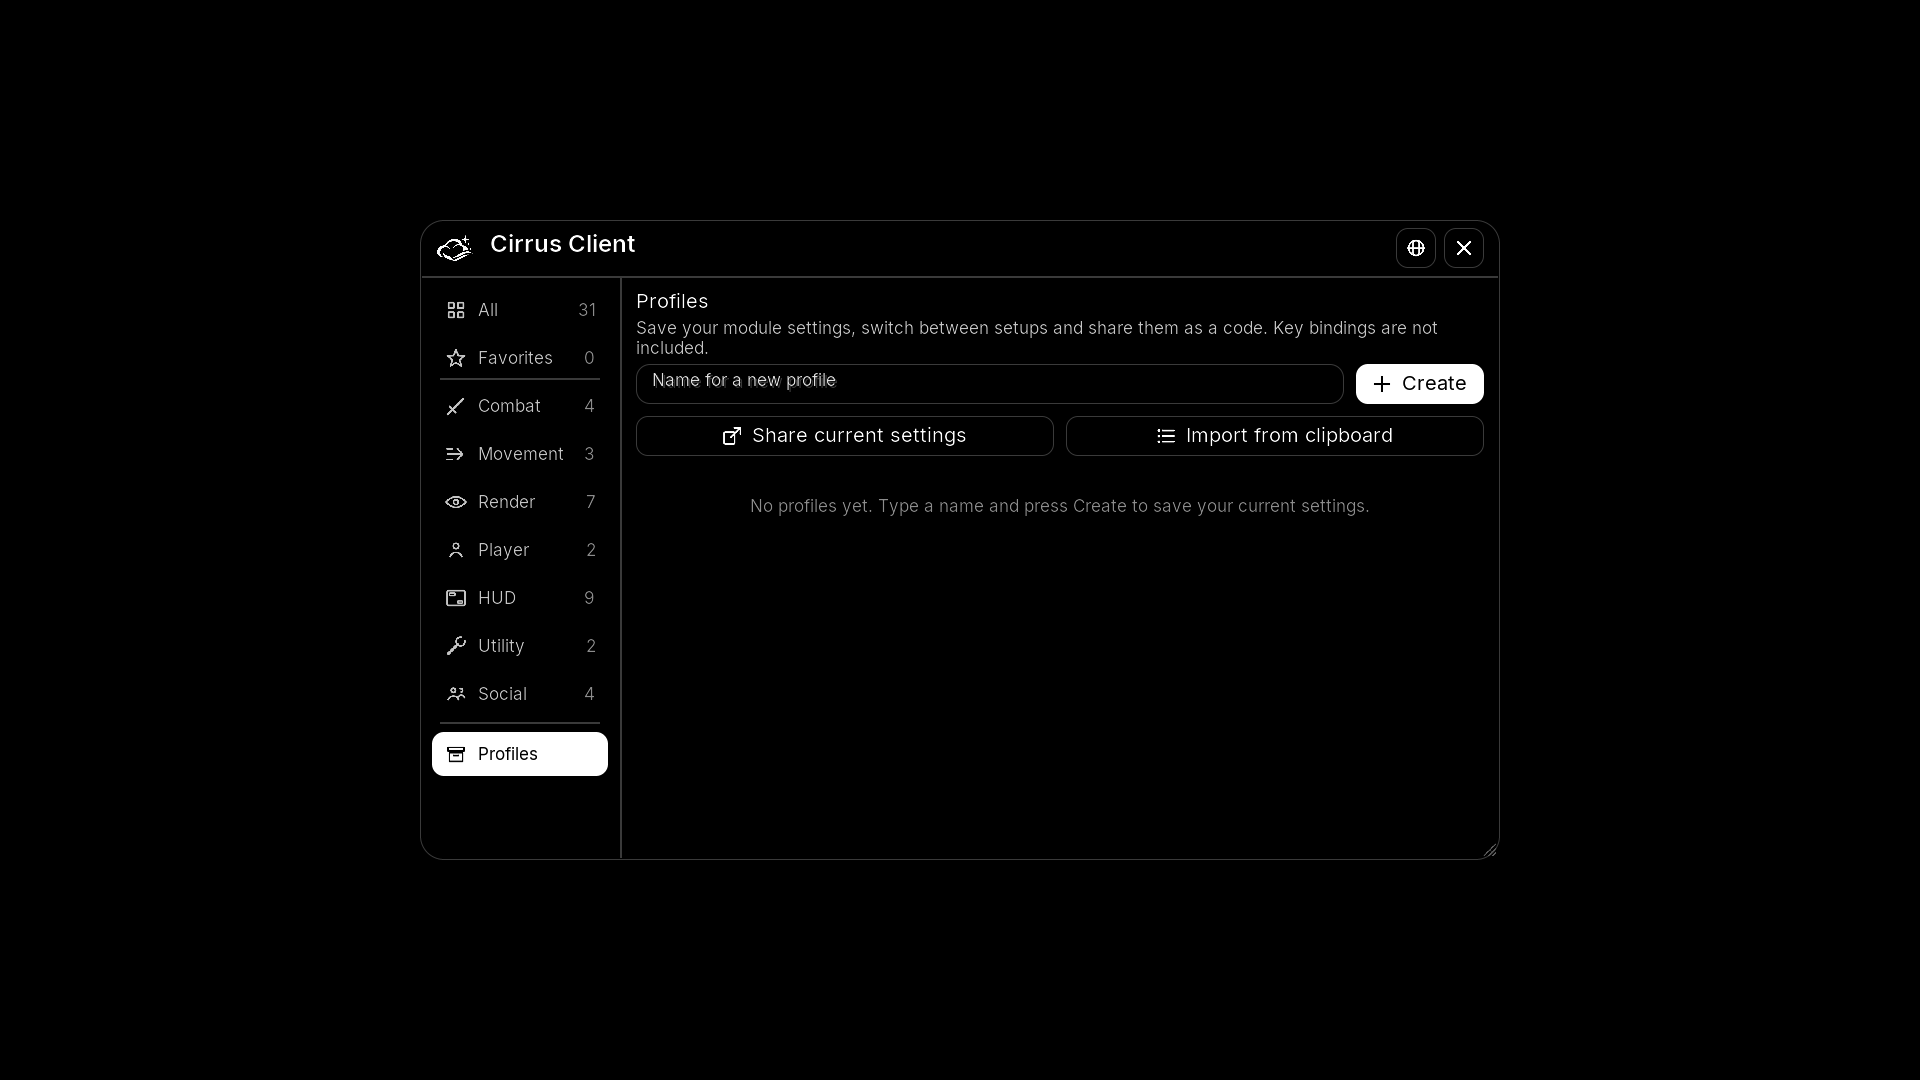 Cirrus Client
All 31
Favorites 0
Combat 4
Movement 3
Render 7
Player 2
HUD 9
Utility 2
Social 4
Profiles
Profiles
Save your module settings, switch between setups and share them as a code. Key bindings are not
included.
Name for a new profile
Create
Share current settings
Import from clipboard
No profiles yet. Type a name and press Create to save your current settings.